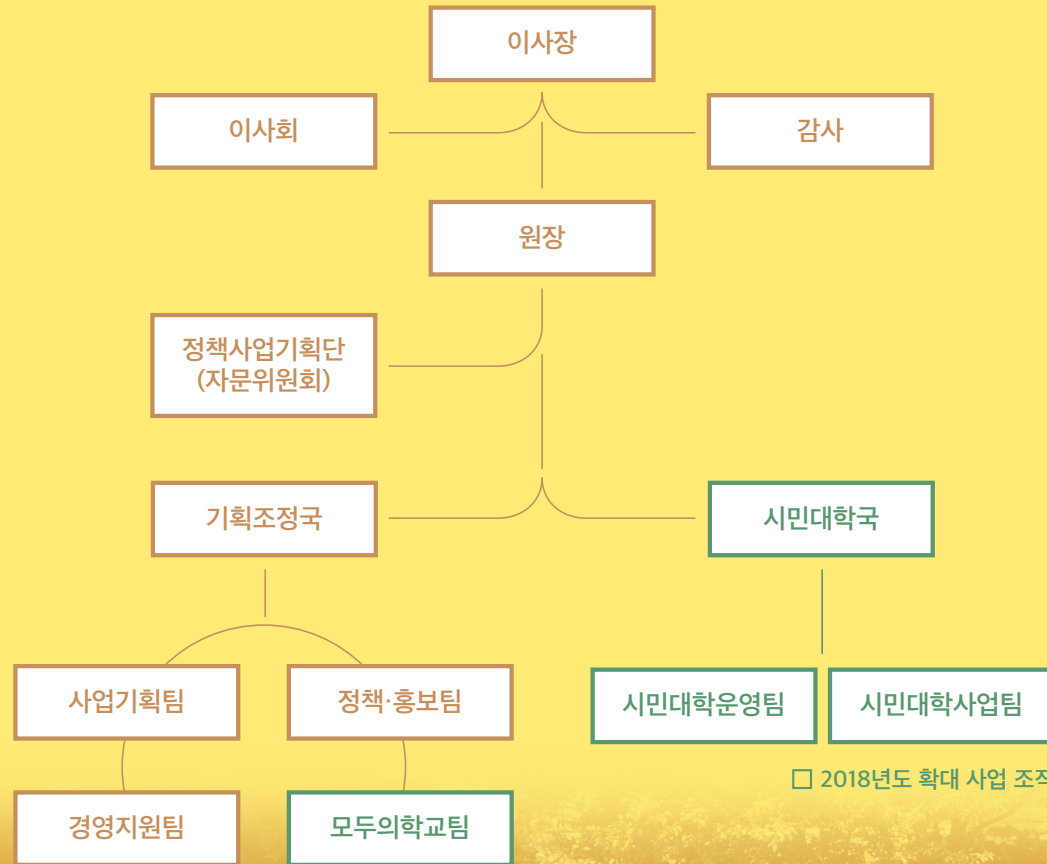 이사장
이사회
감사
원장
정책사업기획단
(자문위원회)
기획조정국
시민대학국
사업기획팀
정책·홍보팀
시민대학운영팀
시민대학사업팀
□ 2018년도 확대 사업 조직
경영지원팀
모두의학교팀